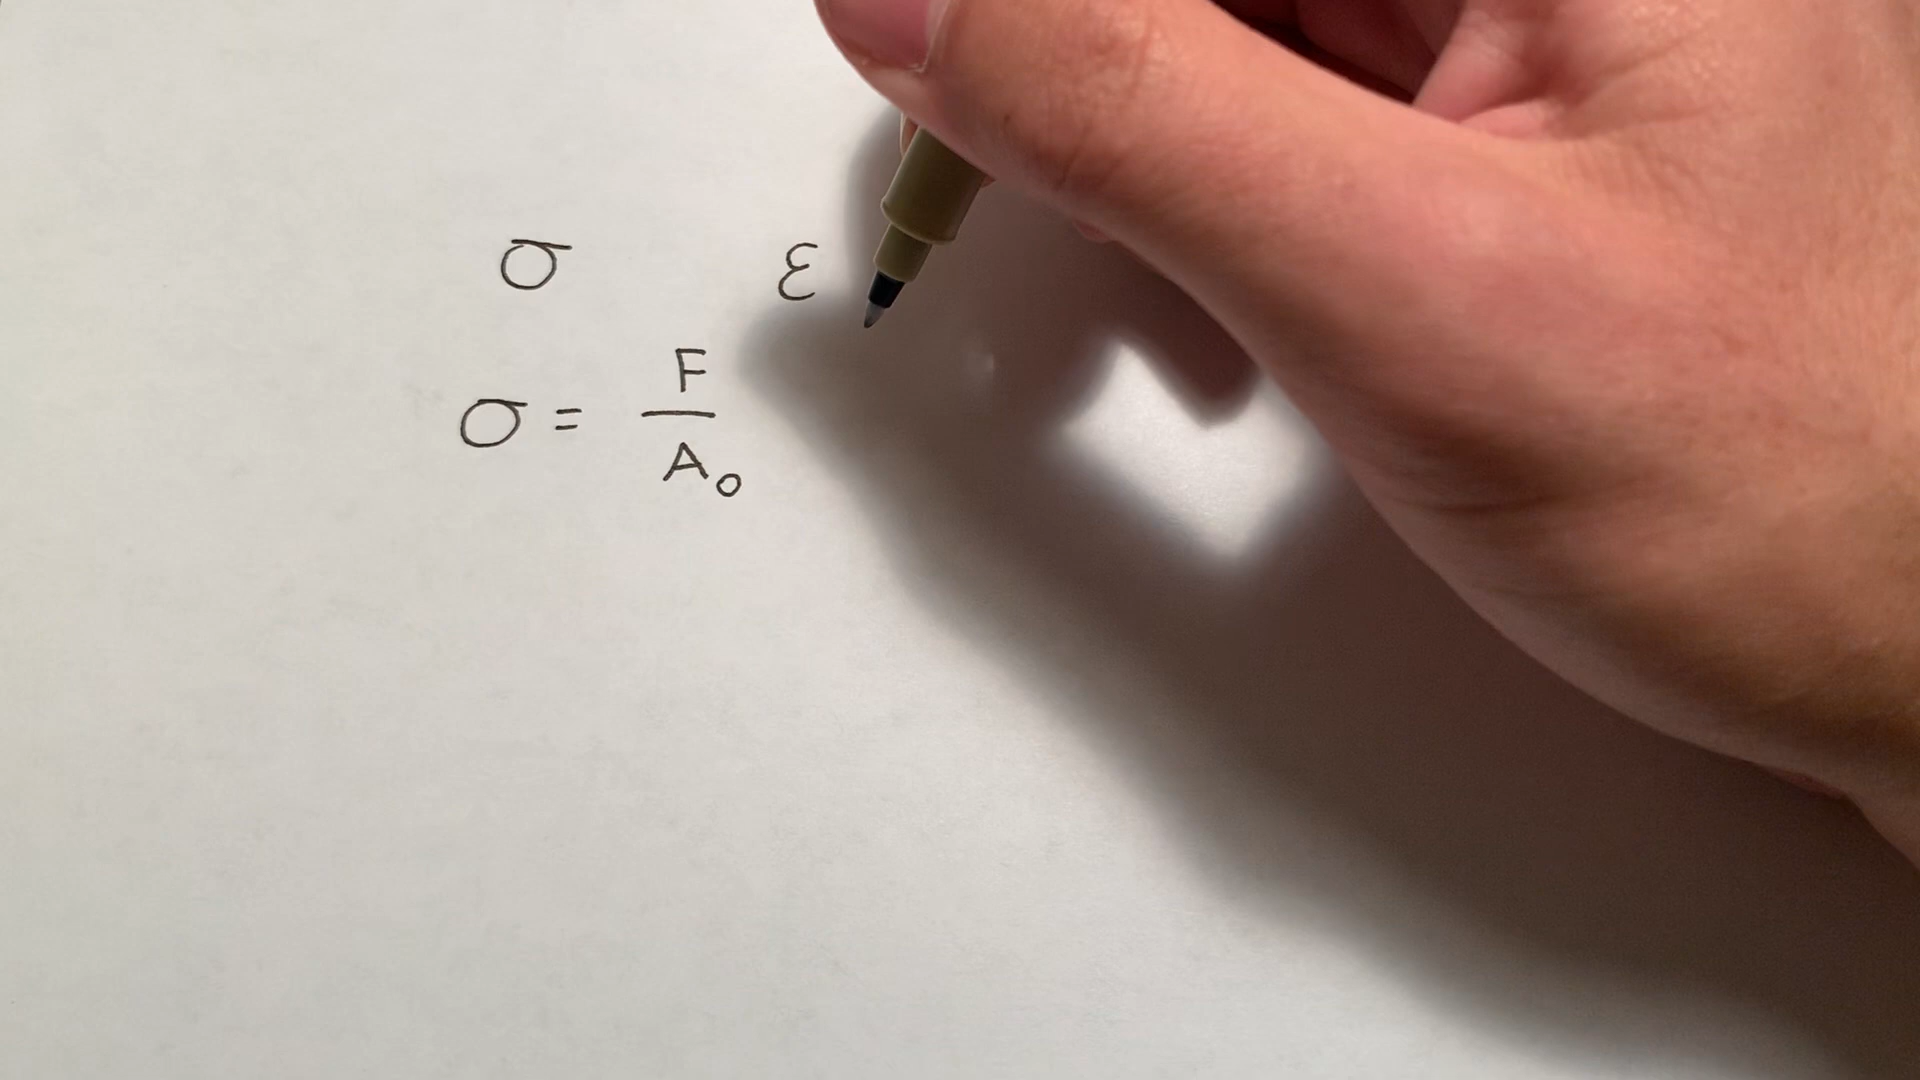 σ ε
σ = F/A₀